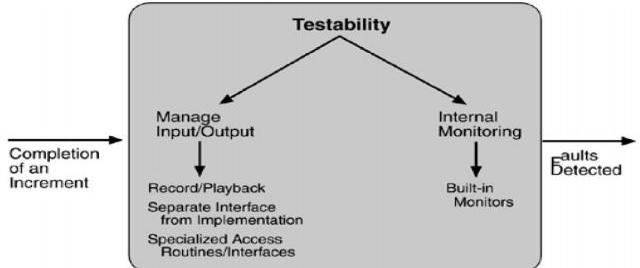 Testability
Manage
Input/Output
Internal
Monitoring
Completion
of an
Increment
Faults
Detected
Record/Playback
Separate Interface
from Implementation
Specialized Access
Routines/Interfaces
Built-in
Monitors